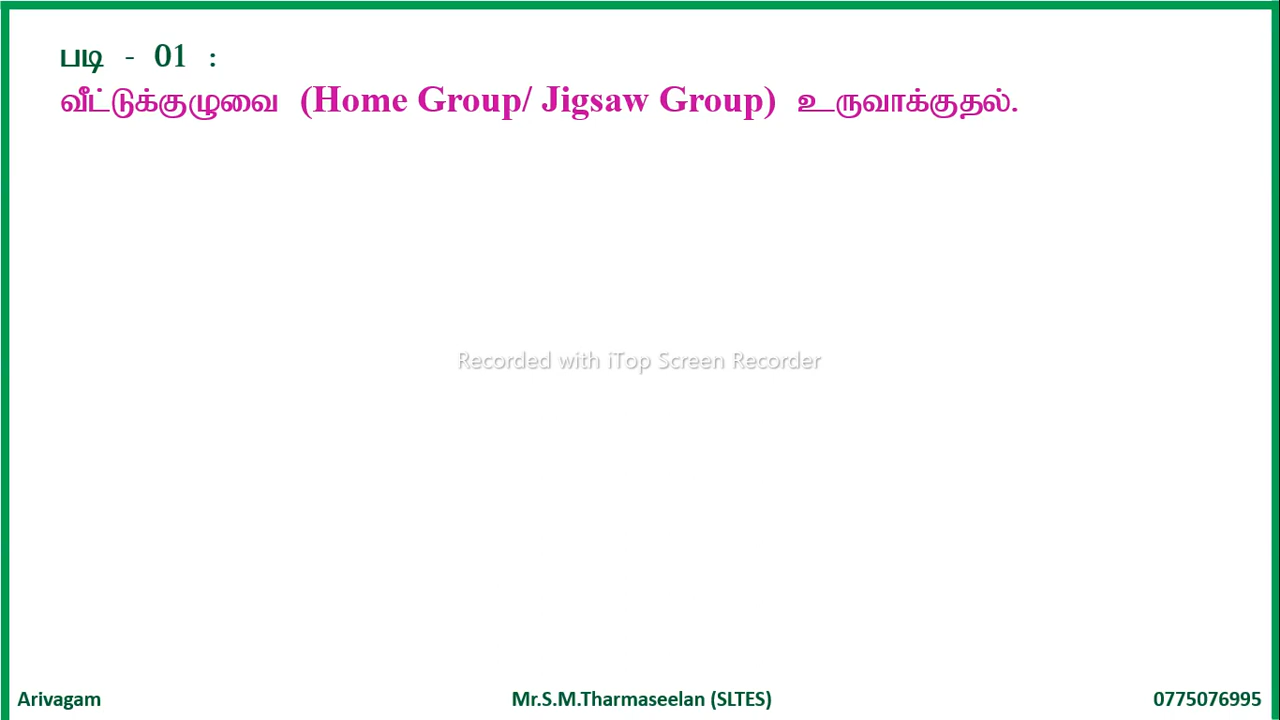 படி - 01 :
வீட்டுக்குழுவை (Home Group/ Jigsaw Group) உருவாக்குதல்.
Recorded with iTop Screen Recorder
Arivagam Mr.S.M.Tharmaseelan (SLTES) 0775076995